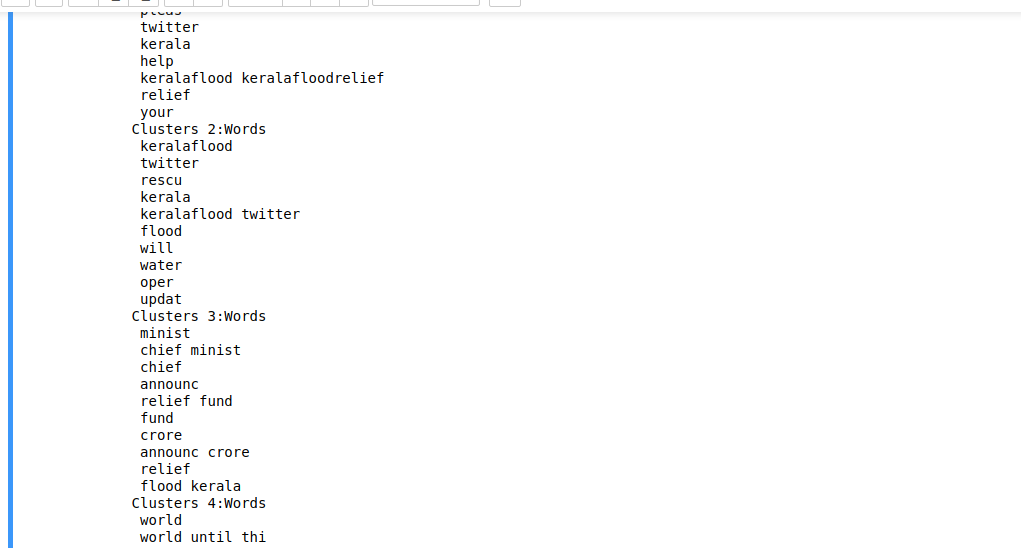 pleas
twitter
kerala
help
keralaflood keralafloodrelief
relief
your
Clusters 2:Words
keralaflood
twitter
rescu
kerala
keralaflood twitter
flood
will
water
oper
updat
Clusters 3:Words
minist
chief minist
chief
announc
relief fund
fund
crore
announc crore
relief
flood kerala
Clusters 4:Words
world
world until thi